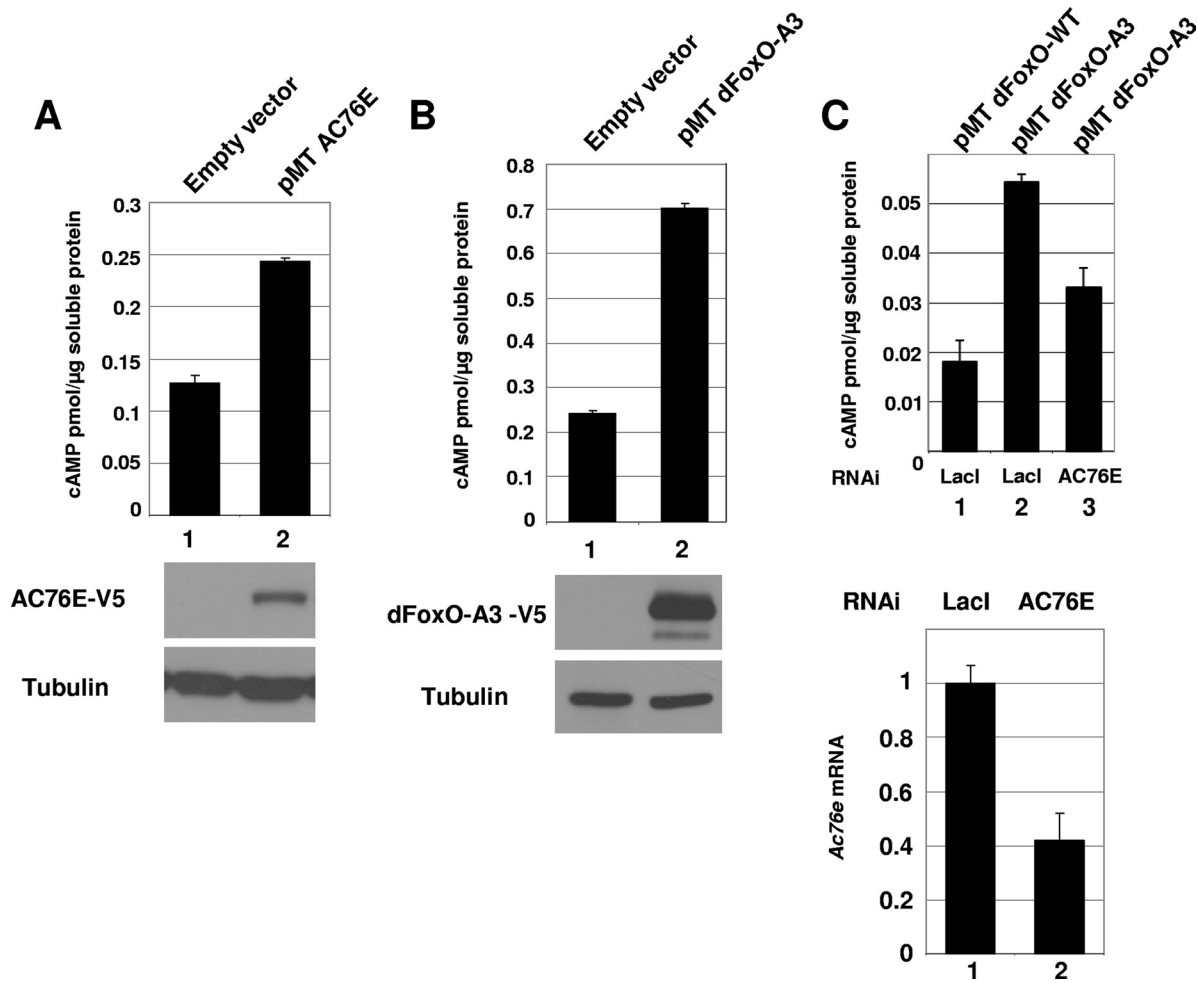 A
Empty vector
pMT AC76E
cAMP pmol/µg soluble protein
0.3
0.25
0.2
0.15
0.1
0.05
0
1 2
AC76E-V5
Tubulin
B
Empty vector
pMT dFoxO-A3
cAMP pmol/µg soluble protein
0.8
0.7
0.6
0.5
0.4
0.3
0.2
0.1
0
1 2
dFoxO-A3 -V5
Tubulin
C
pMT dFoxO-WT
pMT dFoxO-A3
pMT dFoxO-A3
cAMP pmol/µg soluble protein
0.05
0.04
0.03
0.02
0.01
0
RNAi LacI LacI AC76E
1 2 3
RNAi LacI AC76E
Ac76e mRNA
1
0.8
0.6
0.4
0.2
0
1 2